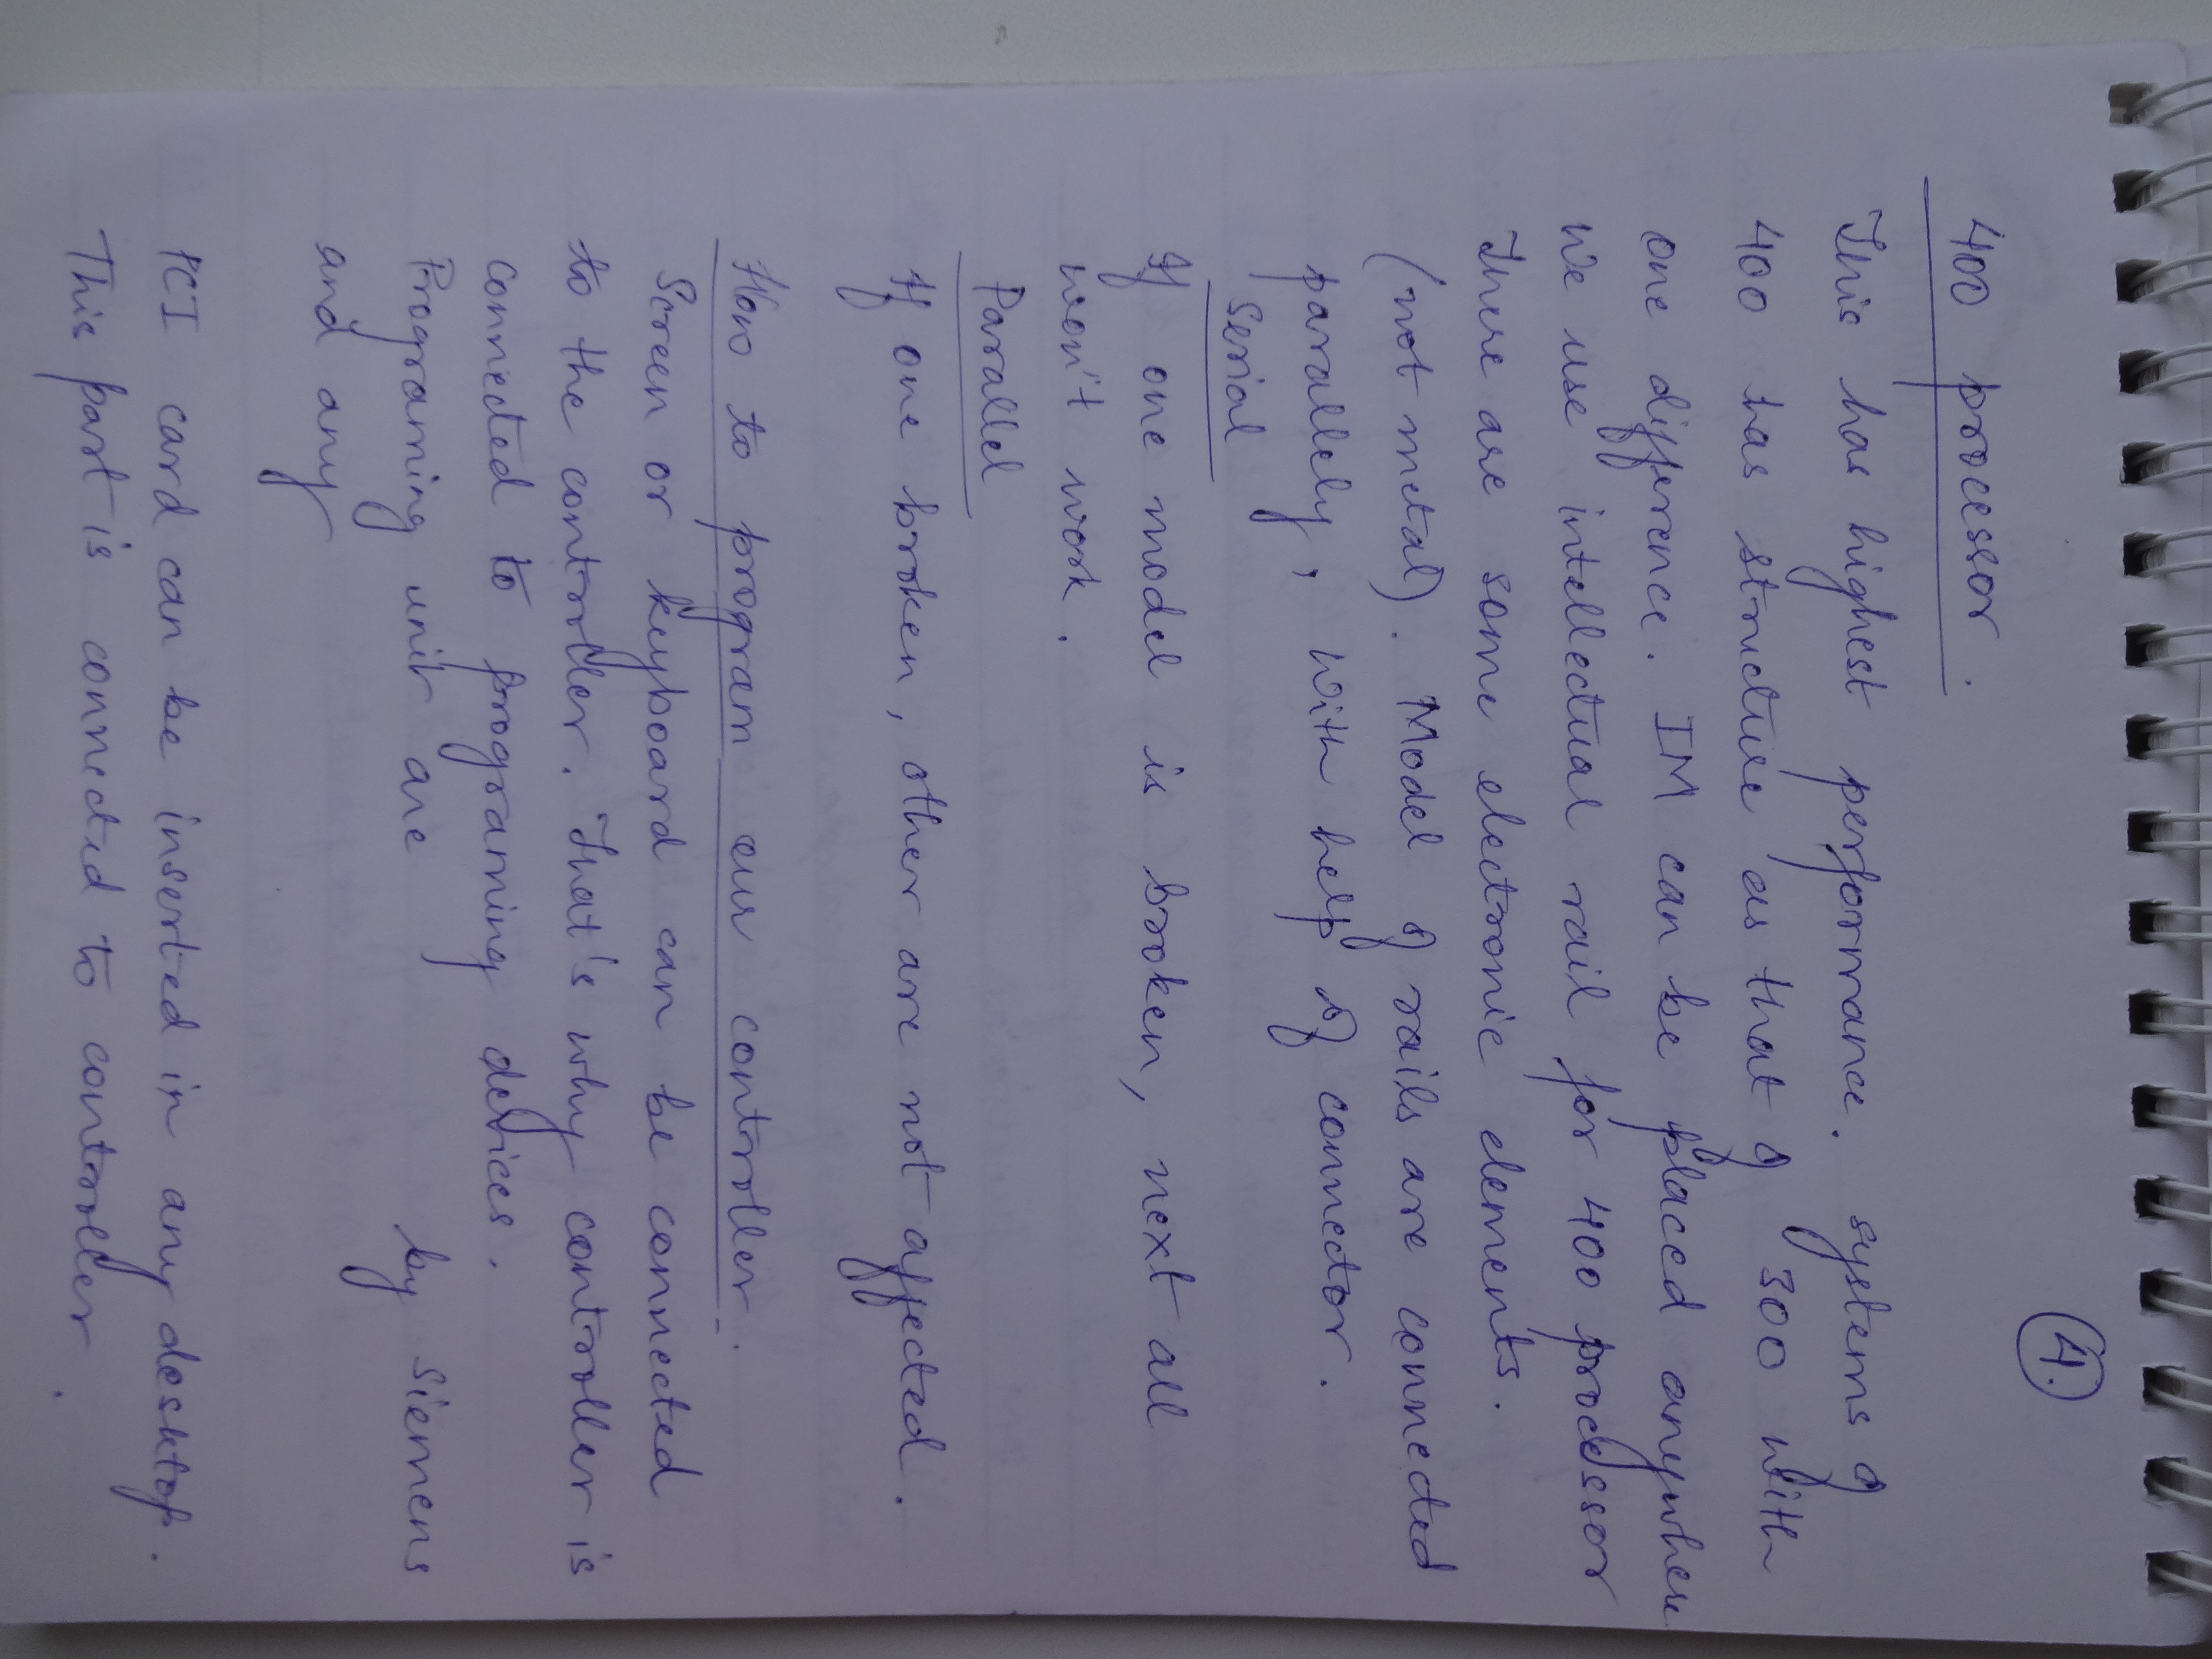 4.
400 processor.
This has highest performance. systems of
400 has structure as that of 300 with
one difference. IM can be placed anywhere
We use intellectual rail for 400 processor
There are some electronic elements.
(not metal). Model of rails are connected
parallely, with help of connector.
Serial
If one model is broken, next all
won't work.
Parallel
If one broken, other are not affected.
How to program our controller.
Screen or keyboard can be connected
to the controller. That's why controller is
connected to programing devices.
Programing unit are by siemens
and any
PCI card can be inserted in any desktop.
This part is connected to controller.